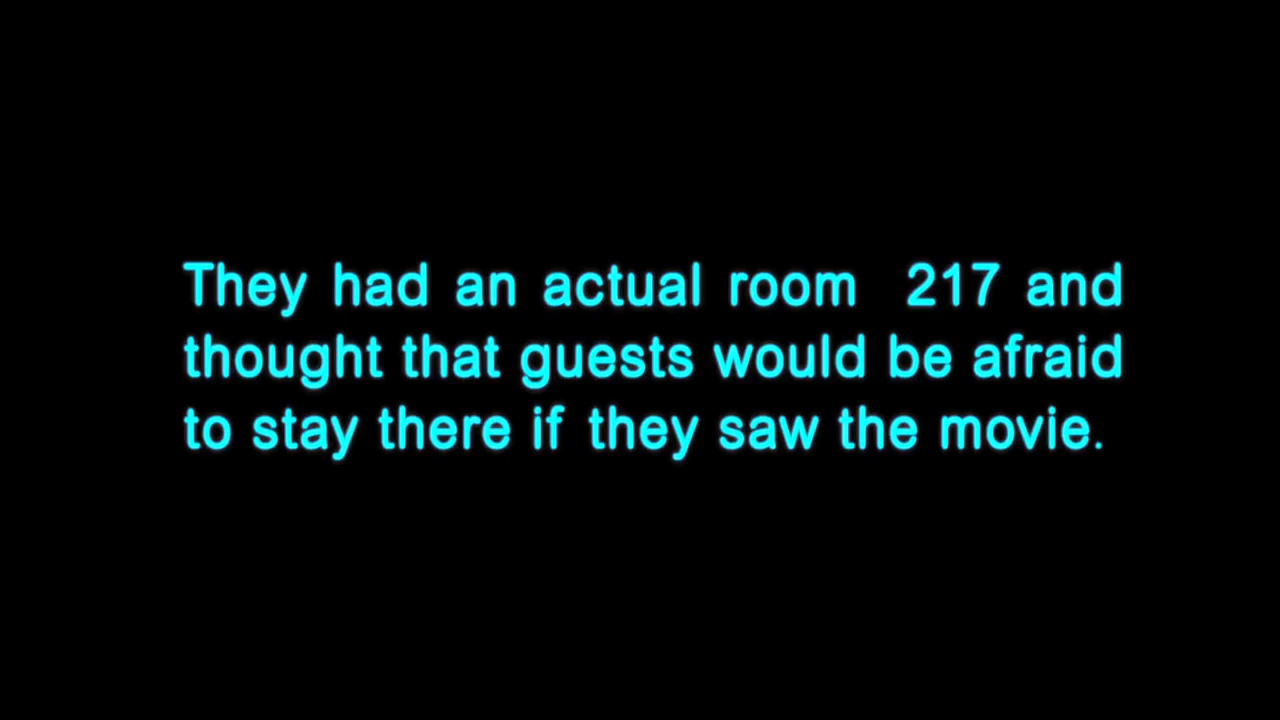 They had an actual room 217 and
thought that guests would be afraid
to stay there if they saw the movie.